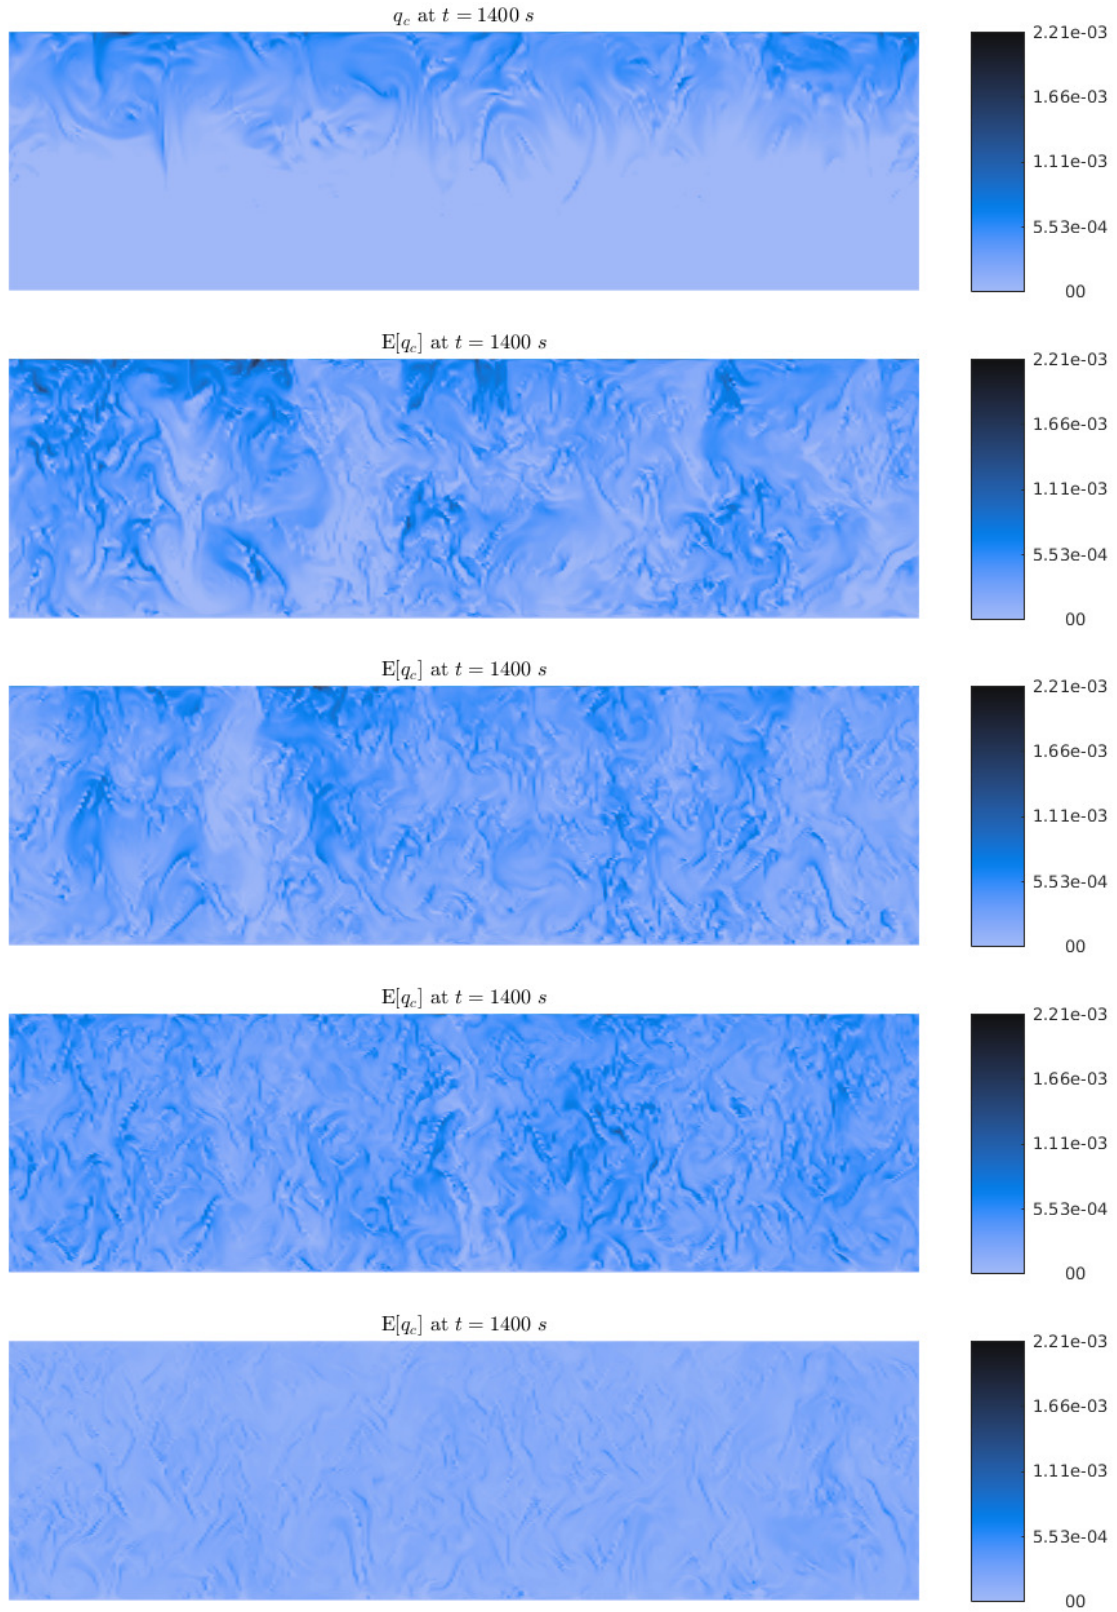 q_c at t = 1400 s
2.21e-03
1.66e-03
1.11e-03
5.53e-04
00
E[q_c] at t = 1400 s
2.21e-03
1.66e-03
1.11e-03
5.53e-04
00
E[q_c] at t = 1400 s
2.21e-03
1.66e-03
1.11e-03
5.53e-04
00
E[q_c] at t = 1400 s
2.21e-03
1.66e-03
1.11e-03
5.53e-04
00
E[q_c] at t = 1400 s
2.21e-03
1.66e-03
1.11e-03
5.53e-04
00